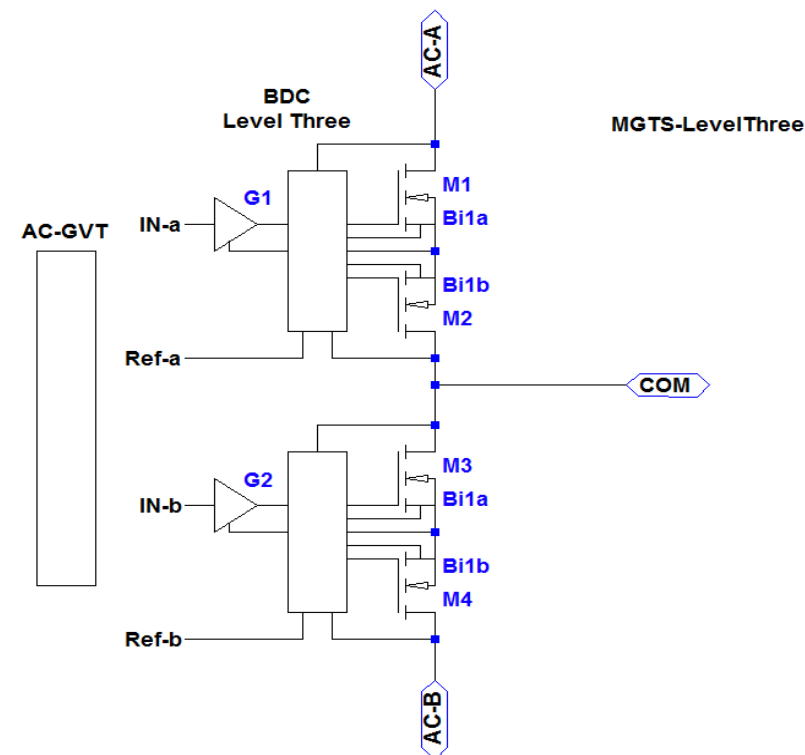 AC-A
BDC
Level Three
MGTS-LevelThree
M1
G1
Bi1a
IN-a
AC-GVT
Bi1b
M2
Ref-a
COM
M3
G2
Bi1a
IN-b
Bi1b
M4
Ref-b
AC-B